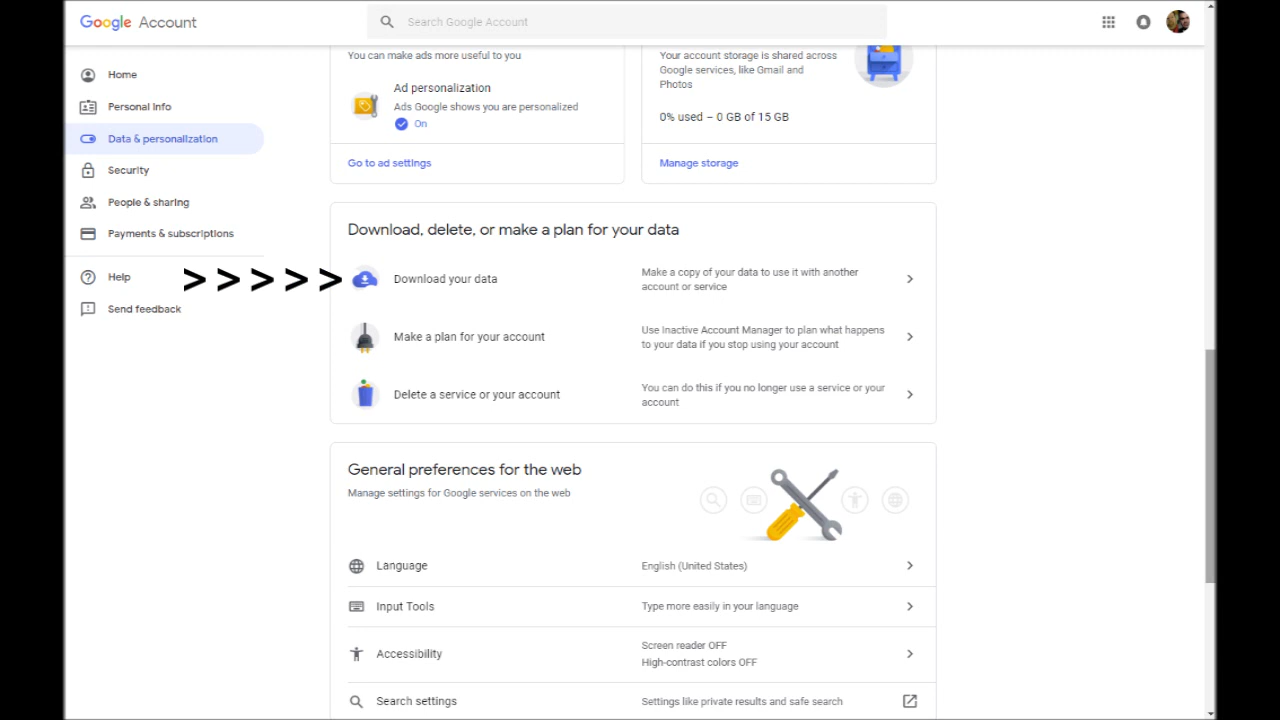 Google Account
Search Google Account
Home
Personal info
Data & personalization
Security
People & sharing
Payments & subscriptions
Help
Send feedback
You can make ads more useful to you
Ad personalization
Ads Google shows you are personalized
On
Go to ad settings
Your account storage is shared across
Google services, like Gmail and
Photos
0% used – 0 GB of 15 GB
Manage storage
Download, delete, or make a plan for your data
>>>>>
Download your data
Make a copy of your data to use it with another
account or service
Make a plan for your account
Use Inactive Account Manager to plan what happens
to your data if you stop using your account
Delete a service or your account
You can do this if you no longer use a service or your
account
General preferences for the web
Manage settings for Google services on the web
Language
English (United States)
Input Tools
Type more easily in your language
Accessibility
Screen reader OFF
High-contrast colors OFF
Search settings
Settings like private results and safe search